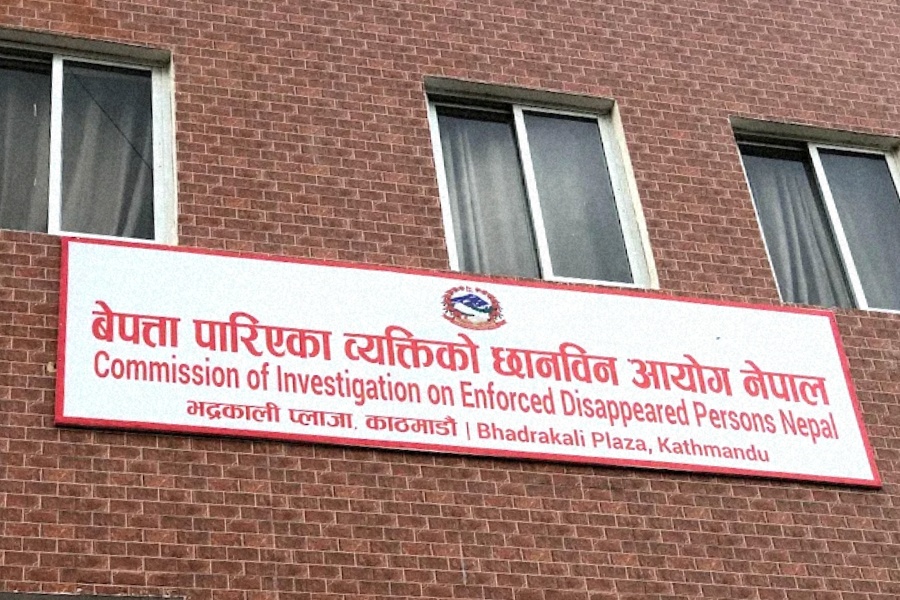 बेपत्ता पारिएका व्यक्तिको छानविन आयोग नेपाल
Commission of Investigation on Enforced Disappeared Persons Nepal
भद्रकाली प्लाजा, काठमाडौं | Bhadrakali Plaza, Kathmandu